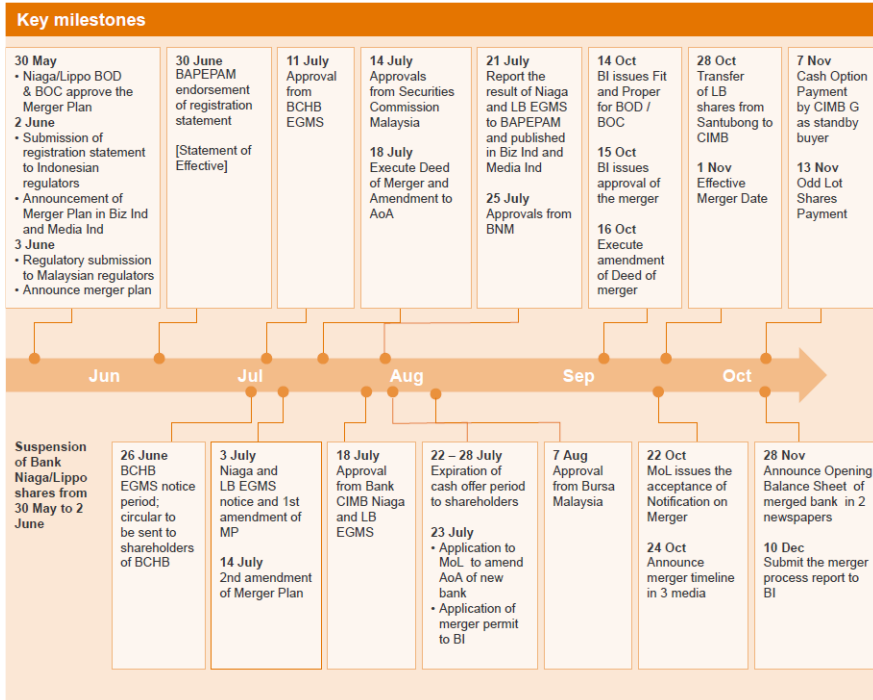 Key milestones
30 May
• Niaga/Lippo BOD
& BOC approve the
Merger Plan
2 June
• Submission of
registration statement
to Indonesian
regulators
• Announcement of
Merger Plan in Biz Ind
and Media Ind
3 June
• Regulatory submission
to Malaysian regulators
• Announce merger plan
30 June
BAPEPAM
endorsement
of registration
statement
[Statement of
Effective]
11 July
Approval
from
BCHB
EGMS
14 July
Approvals
from Securities
Commission
Malaysia
18 July
Execute Deed
of Merger and
Amendment to
AoA
21 July
Report the
result of Niaga
and LB EGMS
to BAPEPAM
and published
in Biz Ind and
Media Ind
25 July
Approvals from
BNM
14 Oct
BI issues Fit
and Proper
for BOD /
BOC
15 Oct
BI issues
approval of
the merger
16 Oct
Execute
amendment
of Deed of
merger
28 Oct
Transfer
of LB
shares from
Santubong to
CIMB
1 Nov
Effective
Merger Date
7 Nov
Cash Option
Payment
by CIMB G
as standby
buyer
13 Nov
Odd Lot
Shares
Payment
Jun
Jul
Aug
Sep
Oct
Suspension
of Bank
Niaga/Lippo
shares from
30 May to 2
June
26 June
BCHB
EGMS notice
period;
circular to
be sent to
shareholders
of BCHB
3 July
Niaga and
LB EGMS
notice and 1st
amendment of
MP
14 July
2nd amendment
of Merger Plan
18 July
Approval
from Bank
CIMB Niaga
and LB
EGMS
22 – 28 July
Expiration of
cash offer period
to shareholders
23 July
• Application to
MoL to amend
AoA of new
bank
• Application of
merger permit
to BI
7 Aug
Approval
from Bursa
Malaysia
22 Oct
MoL issues the
acceptance of
Notification on
Merger
24 Oct
Announce
merger timeline
in 3 media
28 Nov
Announce Opening
Balance Sheet of
merged bank in 2
newspapers
10 Dec
Submit the merger
process report to
BI